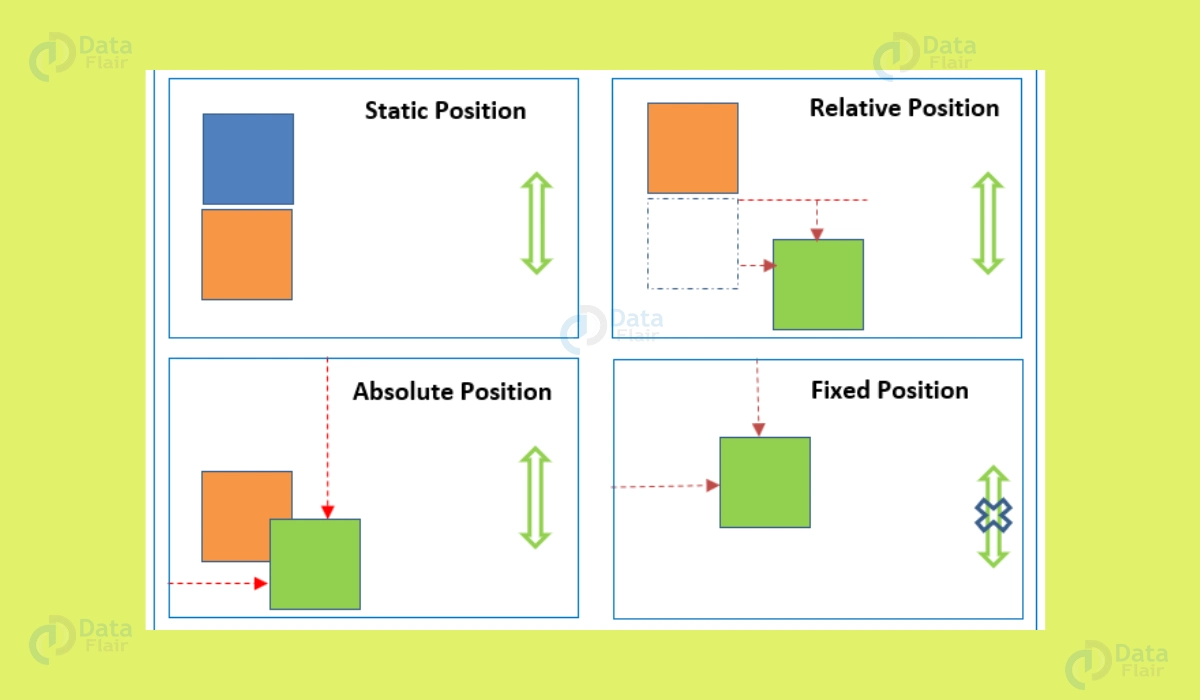 Data
Flair
Data
Flair
Static Position
Relative Position
Data
Flair
Absolute Position
Fixed Position
Data
Flair
Data
Flair